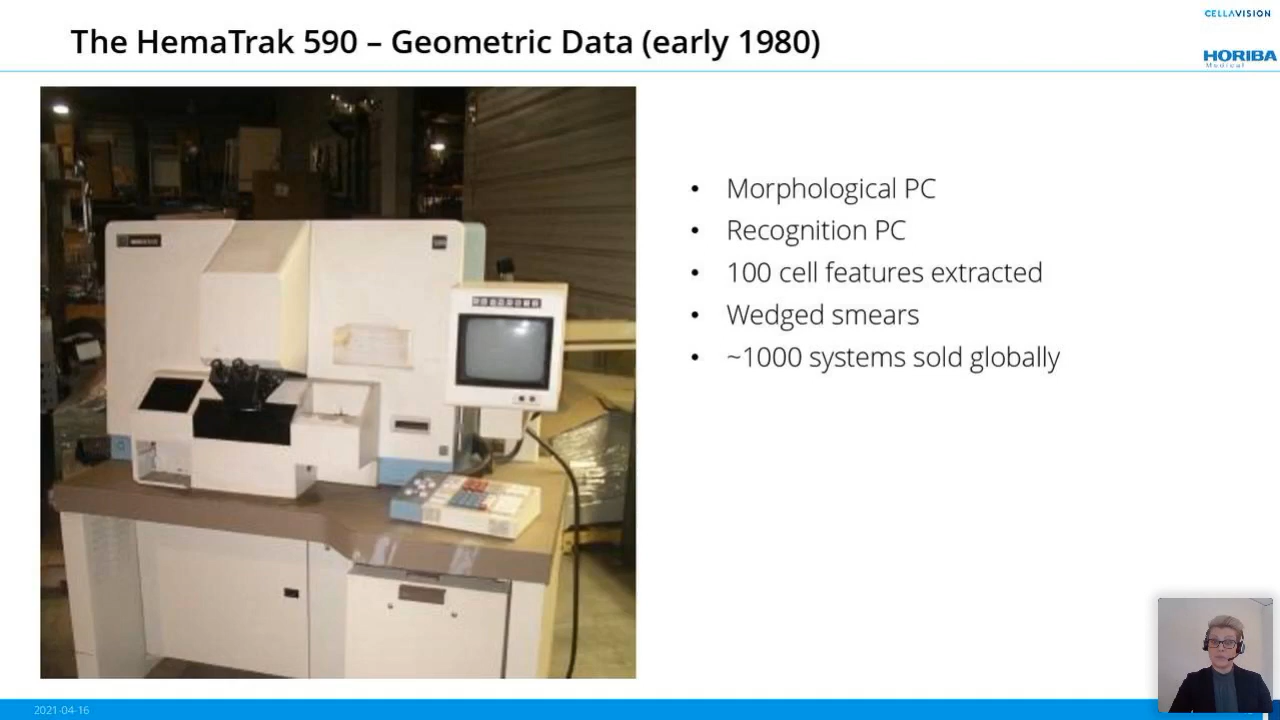 CELLAVISION
The HemaTrak 590 – Geometric Data (early 1980)
HORIBA
Medical
• Morphological PC
• Recognition PC
• 100 cell features extracted
• Wedged smears
• ~1000 systems sold globally
2021-04-16